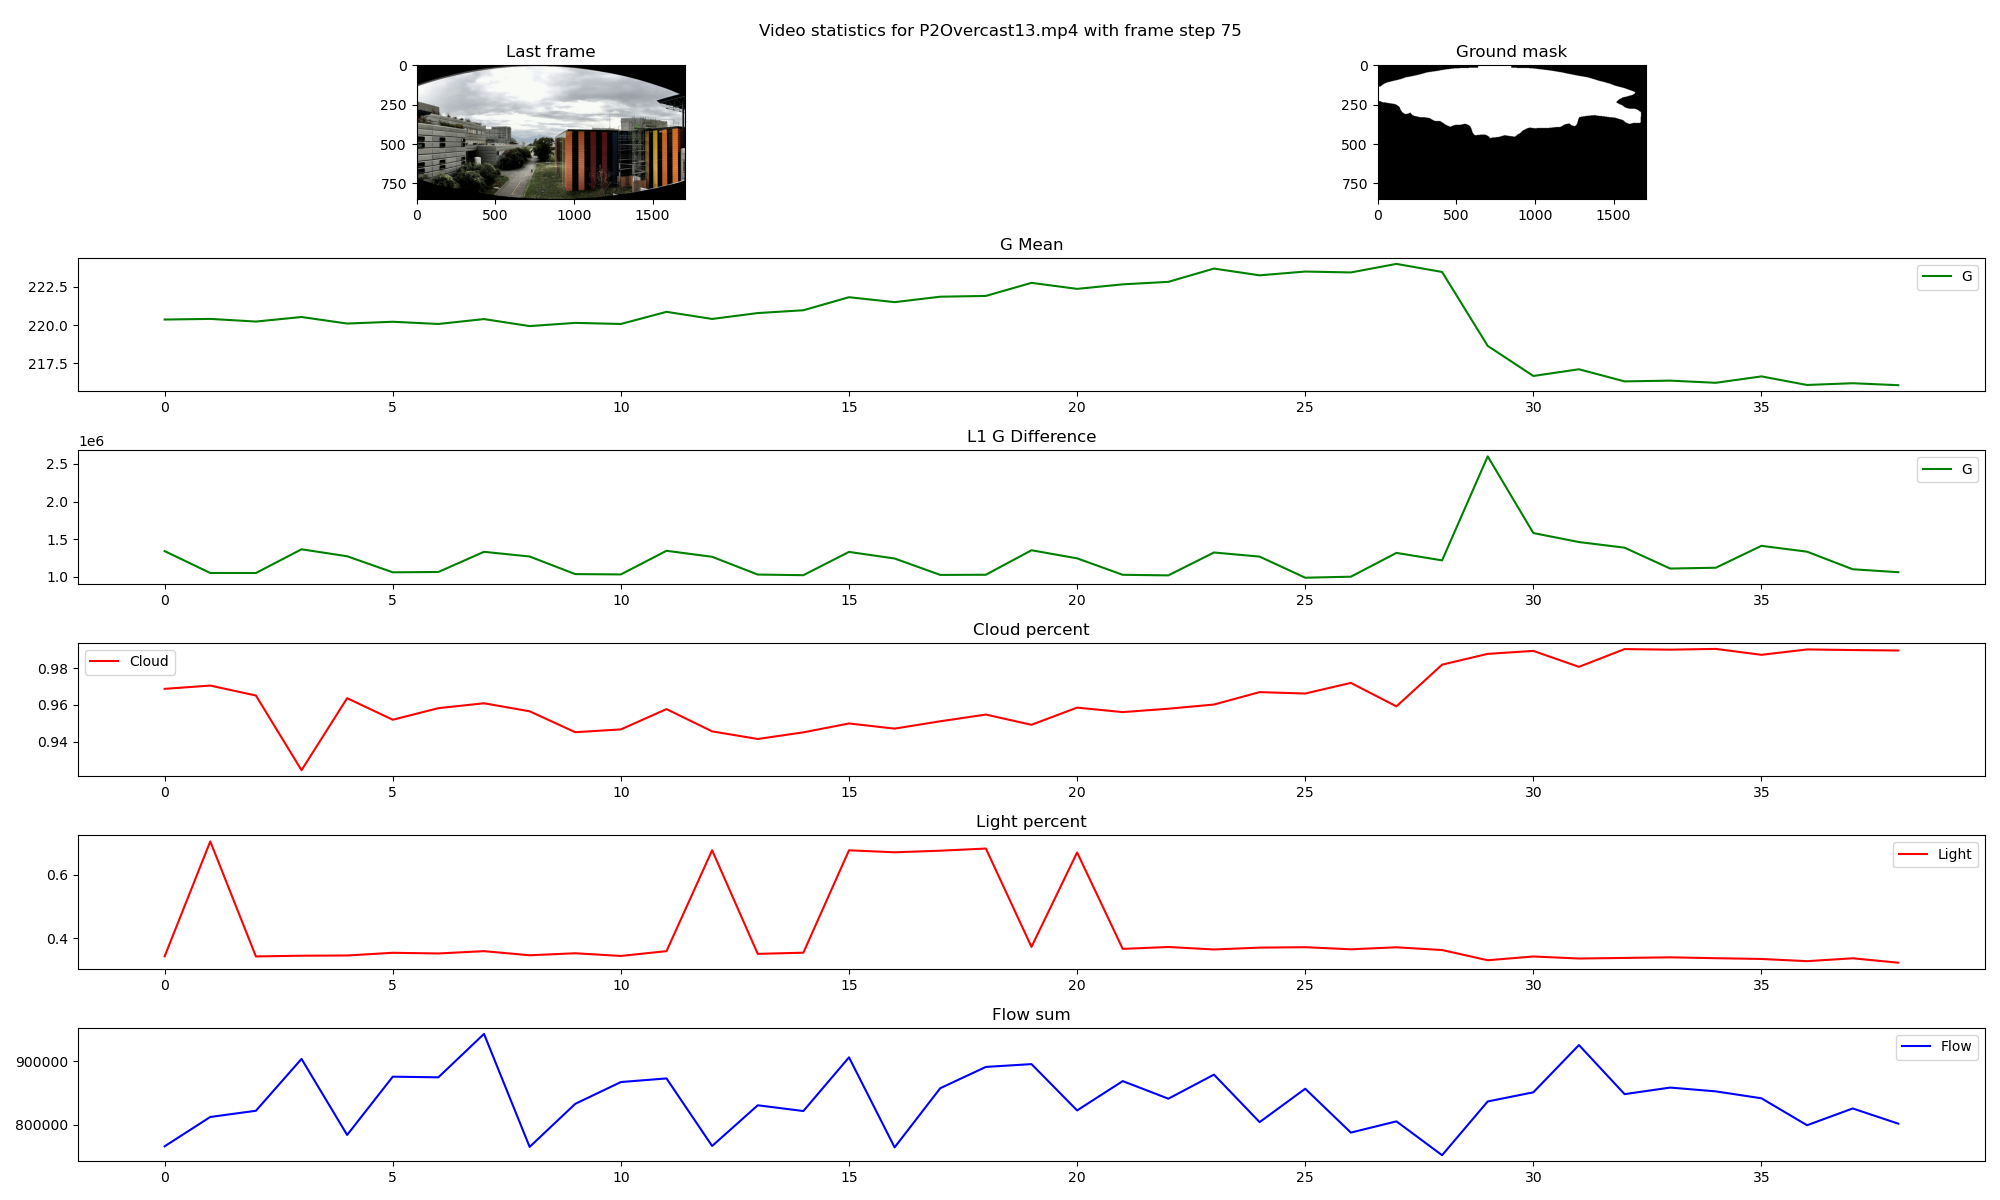 Video statistics for P2Overcast13.mp4 with frame step 75
Last frame
0
250
500
750
0 500 1000 1500
Ground mask
0
250
500
750
0 500 1000 1500
G Mean
222.5
220.0
217.5
G
0 5 10 15 20 25 30 35
L1 G Difference
1e6
2.5
2.0
1.5
1.0
G
0 5 10 15 20 25 30 35
Cloud percent
0.98
0.96
0.94
Cloud
0 5 10 15 20 25 30 35
Light percent
0.6
0.4
Light
0 5 10 15 20 25 30 35
Flow sum
900000
800000
Flow
0 5 10 15 20 25 30 35